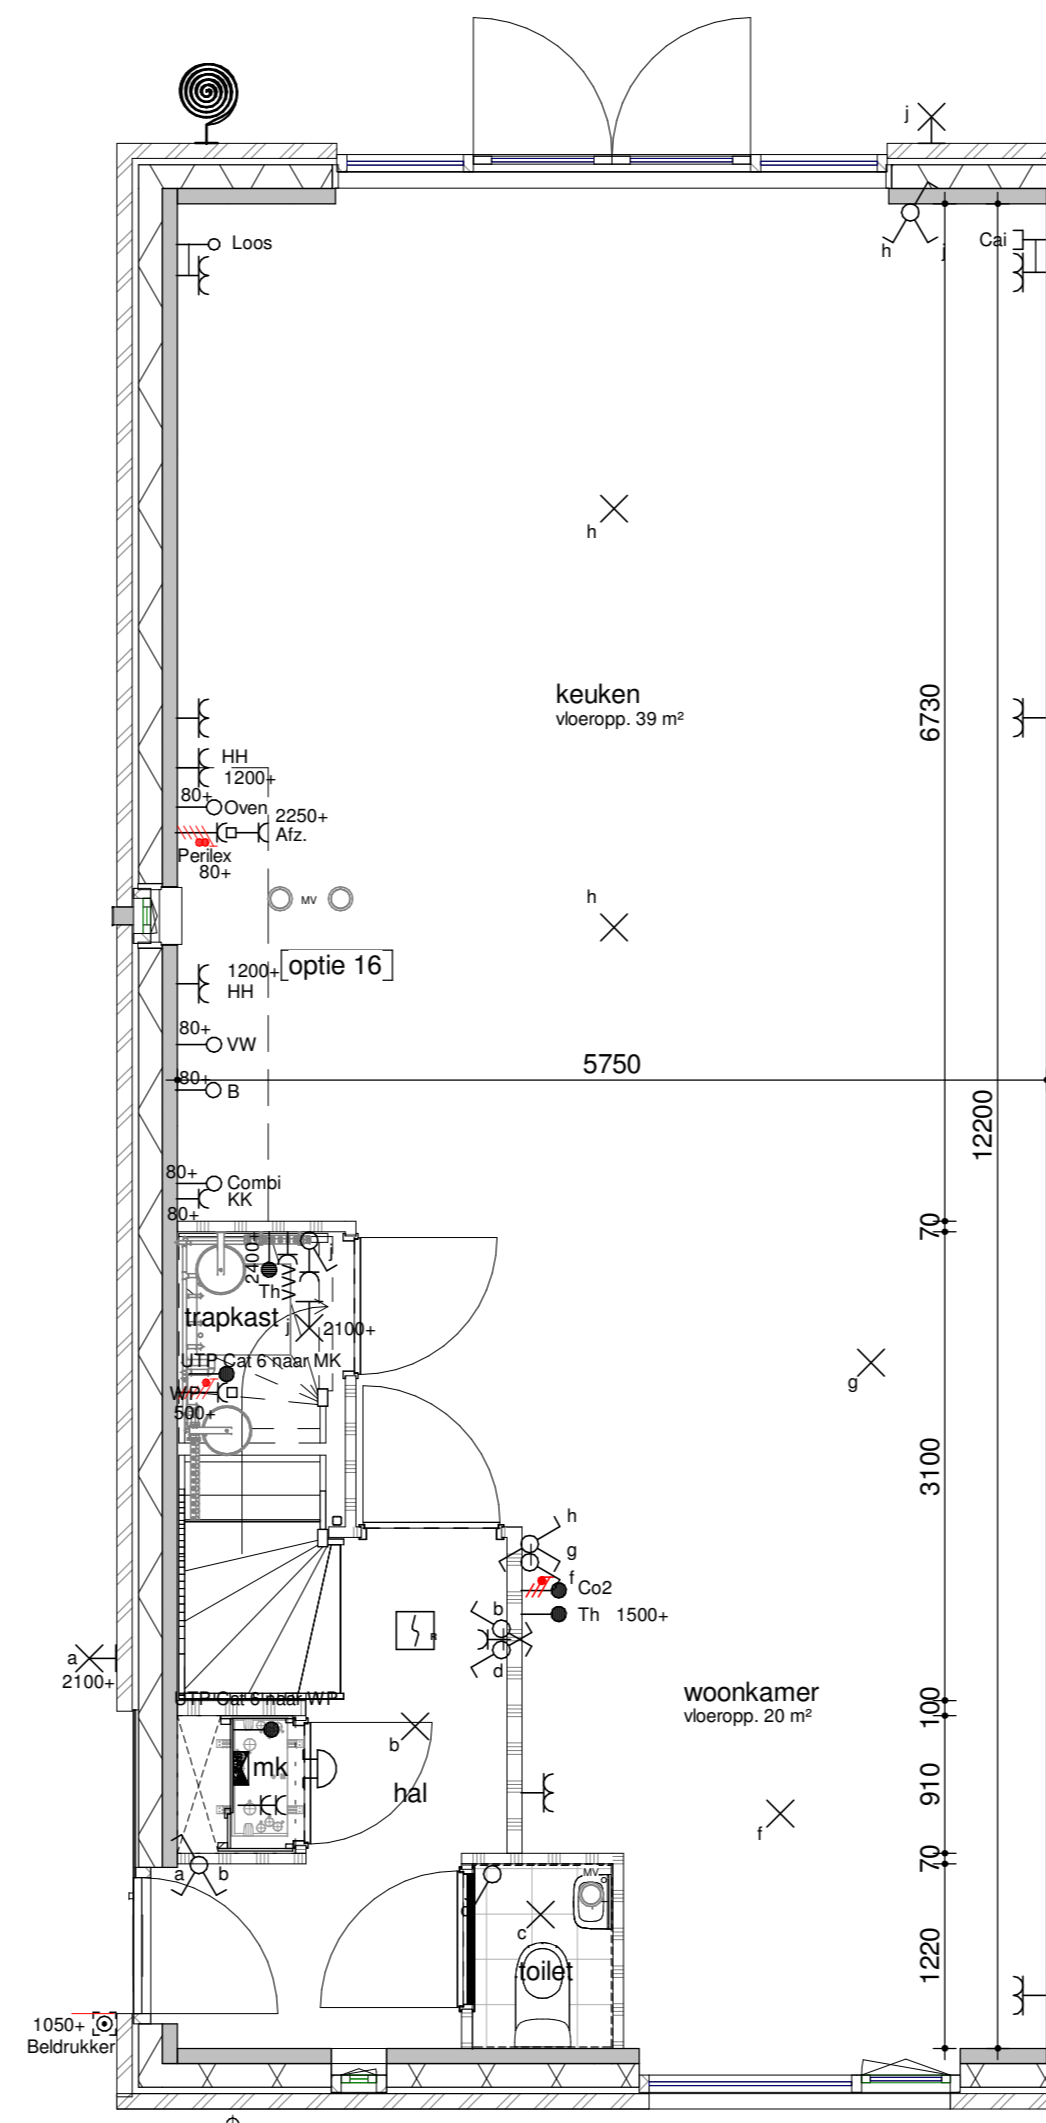 j
Loos
h
j
Cai
h
keuken
vloeropp. 39 m²
6730
HH
1200+
80+
Oven
2250+
Afz.
Perilex
80+
MV
h
optie 16
1200+
HH
80+
VW
5750
80+
B
12200
80+
Combi
KK
80+
70
2400+
j
Th
trapkast
j
2100+
UTP Cat 6 naar MK
WP
500+
g
3100
h
g
f
Co2
Th 1500+
b
d
R
a
2100+
UTP Cat 6 naar WP
woonkamer
vloeropp. 20 m²
100
b
mk
hal
910
f
70
a
b
MV
c
toilet
1220
1050+
Beldrukker